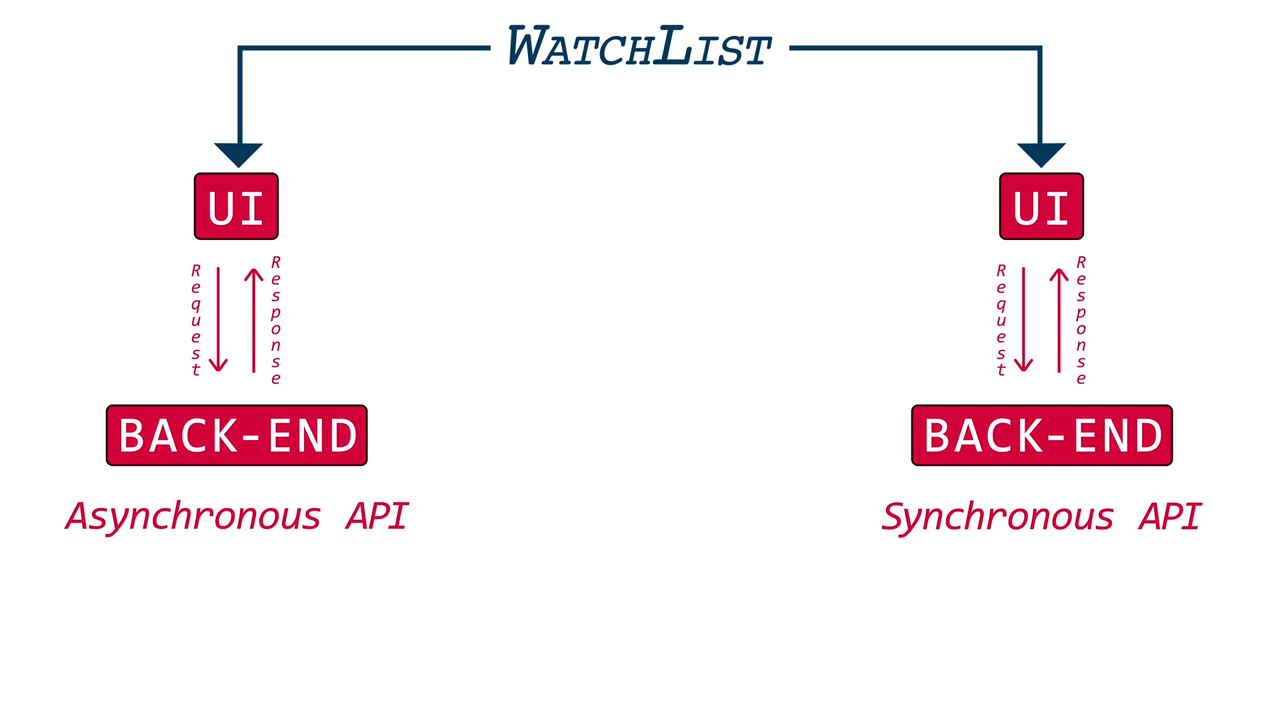 WATCHLIST
UI
Request
Response
BACK-END
Asynchronous API
UI
Request
Response
BACK-END
Synchronous API